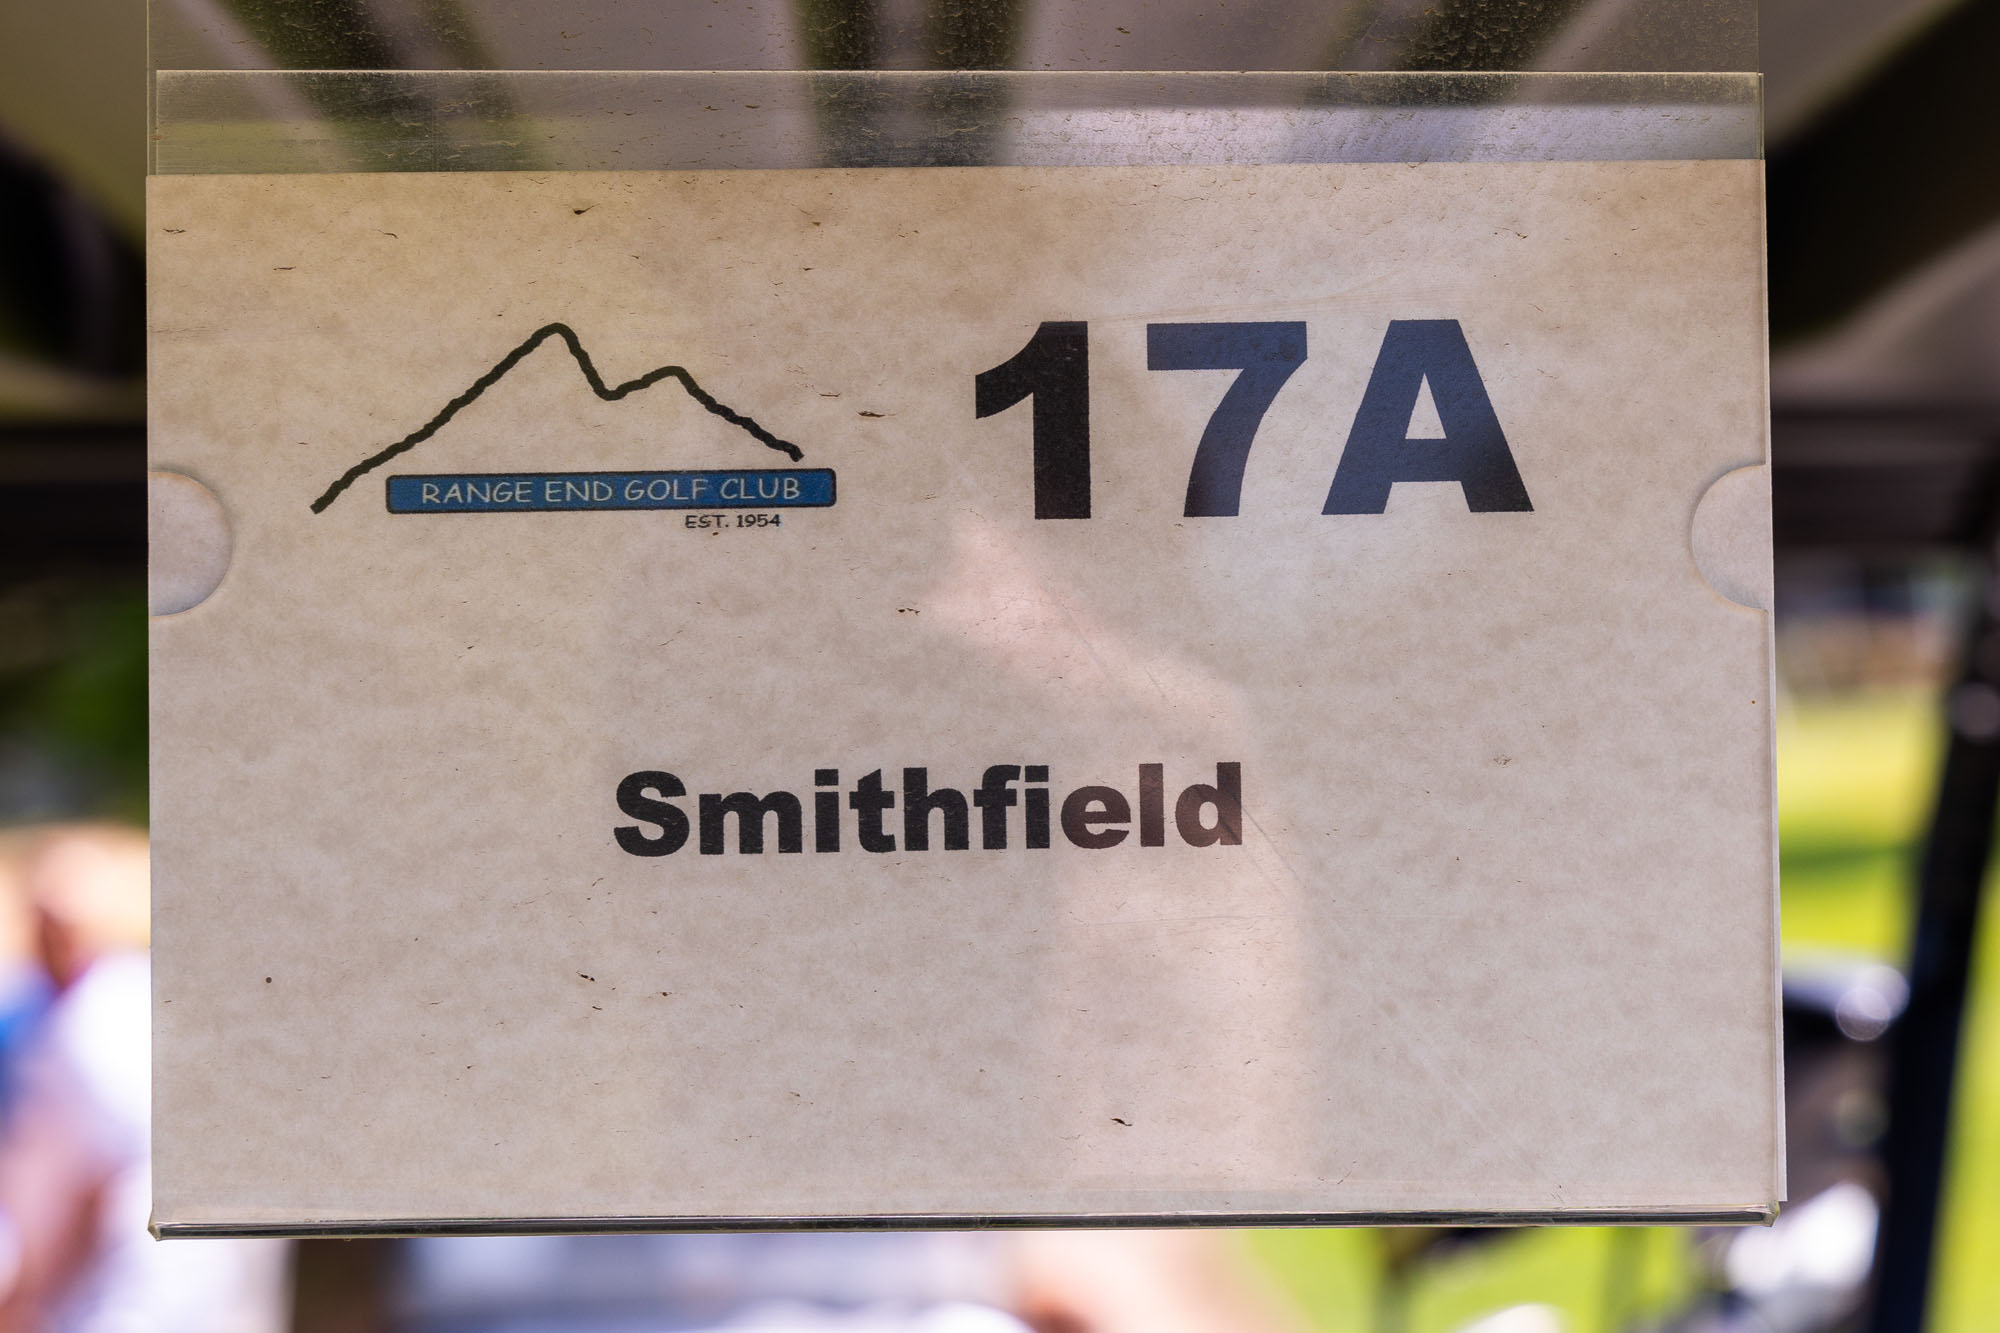 RANGE END GOLF CLUB
EST. 1954
17A
Smithfield